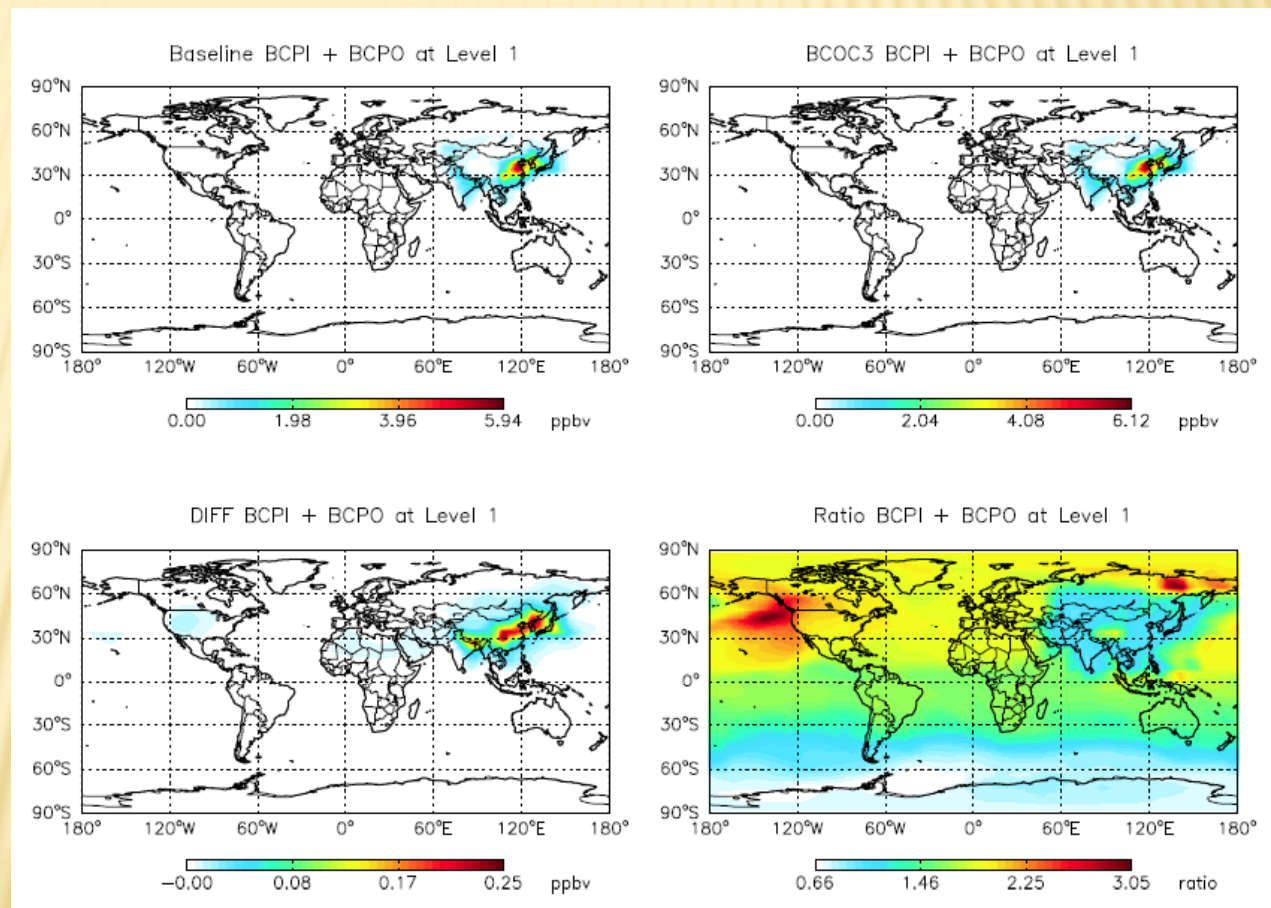 Baseline BCPI + BCPO at Level 1
90°N
60°N
30°N
0°
30°S
60°S
90°S
180° 120°W 60°W 0° 60°E 120°E 180°
0.00 1.98 3.96 5.94 ppbv
BCOC3 BCPI + BCPO at Level 1
90°N
60°N
30°N
0°
30°S
60°S
90°S
180° 120°W 60°W 0° 60°E 120°E 180°
0.00 2.04 4.08 6.12 ppbv
DIFF BCPI + BCPO at Level 1
90°N
60°N
30°N
0°
30°S
60°S
90°S
180° 120°W 60°W 0° 60°E 120°E 180°
-0.00 0.08 0.17 0.25 ppbv
Ratio BCPI + BCPO at Level 1
90°N
60°N
30°N
0°
30°S
60°S
90°S
180° 120°W 60°W 0° 60°E 120°E 180°
0.66 1.46 2.25 3.05 ratio